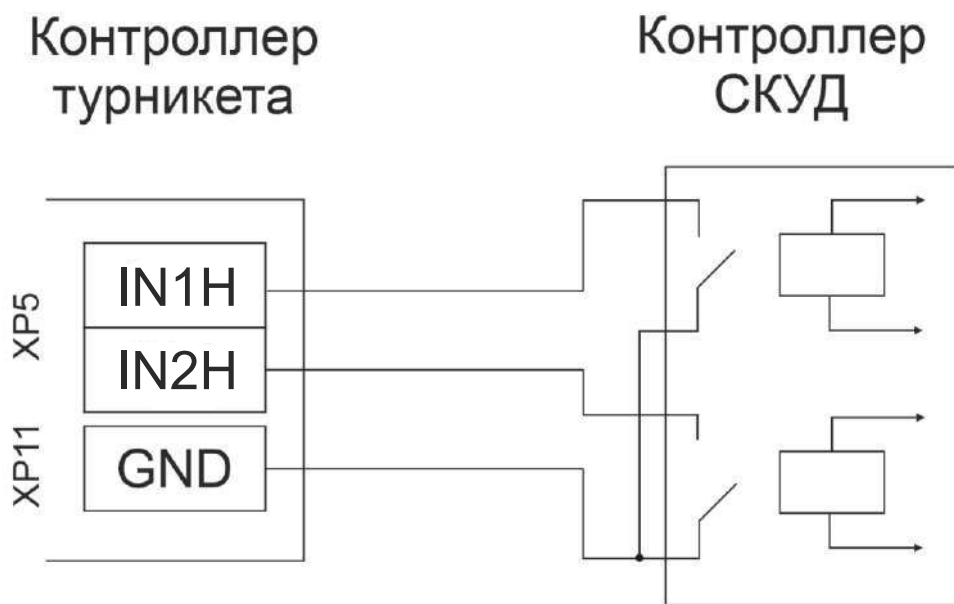 Контроллер
турникета
Контроллер
СКУД
XP5
IN1H
IN2H
XP11
GND